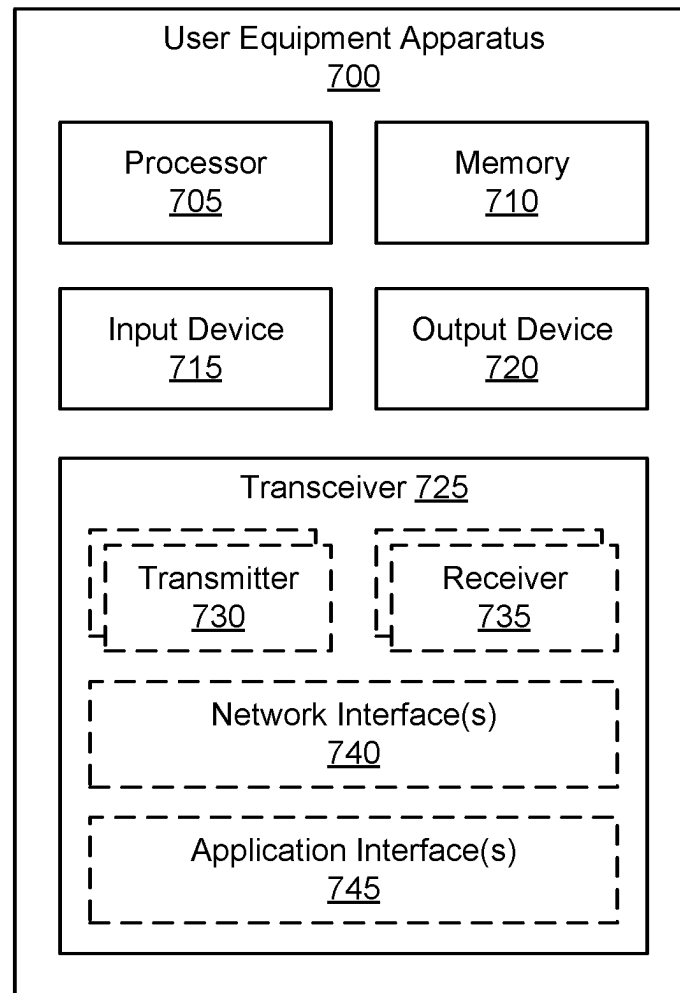 User Equipment Apparatus
700
Processor
705
Memory
710
Input Device
715
Output Device
720
Transceiver 725
Transmitter
730
Receiver
735
Network Interface(s)
740
Application Interface(s)
745